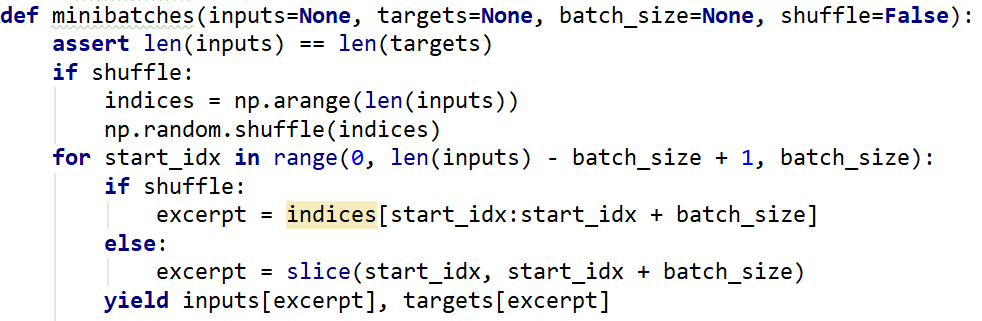 def minibatches(inputs=None, targets=None, batch_size=None, shuffle=False):
    assert len(inputs) == len(targets)
    if shuffle:
        indices = np.arange(len(inputs))
        np.random.shuffle(indices)
    for start_idx in range(0, len(inputs) - batch_size + 1, batch_size):
        if shuffle:
            excerpt = indices[start_idx:start_idx + batch_size]
        else:
            excerpt = slice(start_idx, start_idx + batch_size)
        yield inputs[excerpt], targets[excerpt]